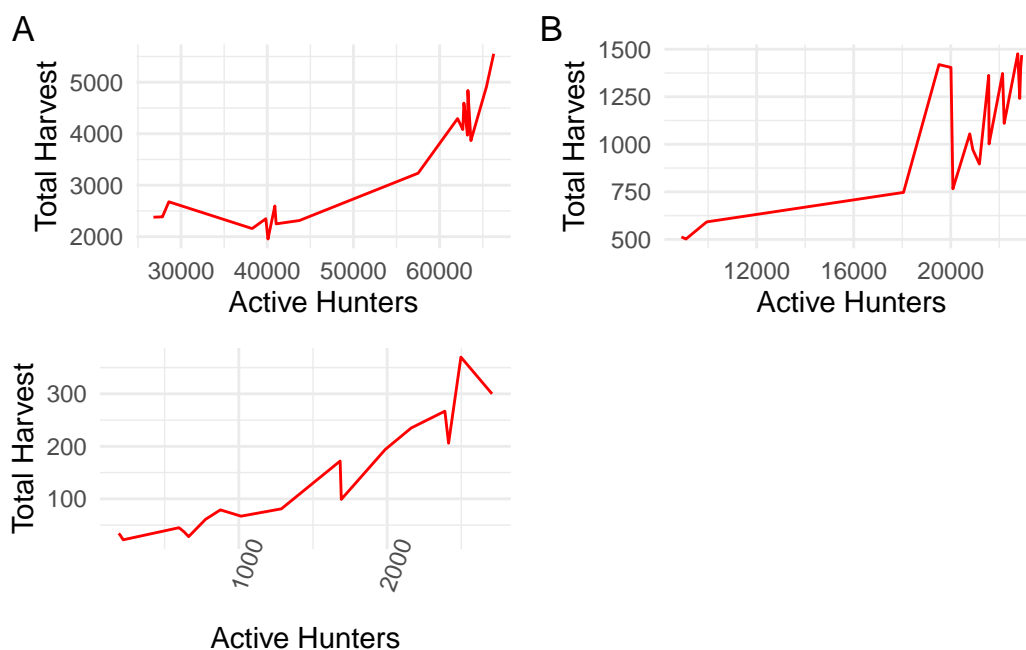 A
Total Harvest
5000
4000
3000
2000
30000 40000 50000 60000
Active Hunters
B
Total Harvest
1500
1250
1000
750
500
12000 16000 20000
Active Hunters
Total Harvest
300
200
100
1000 2000
Active Hunters